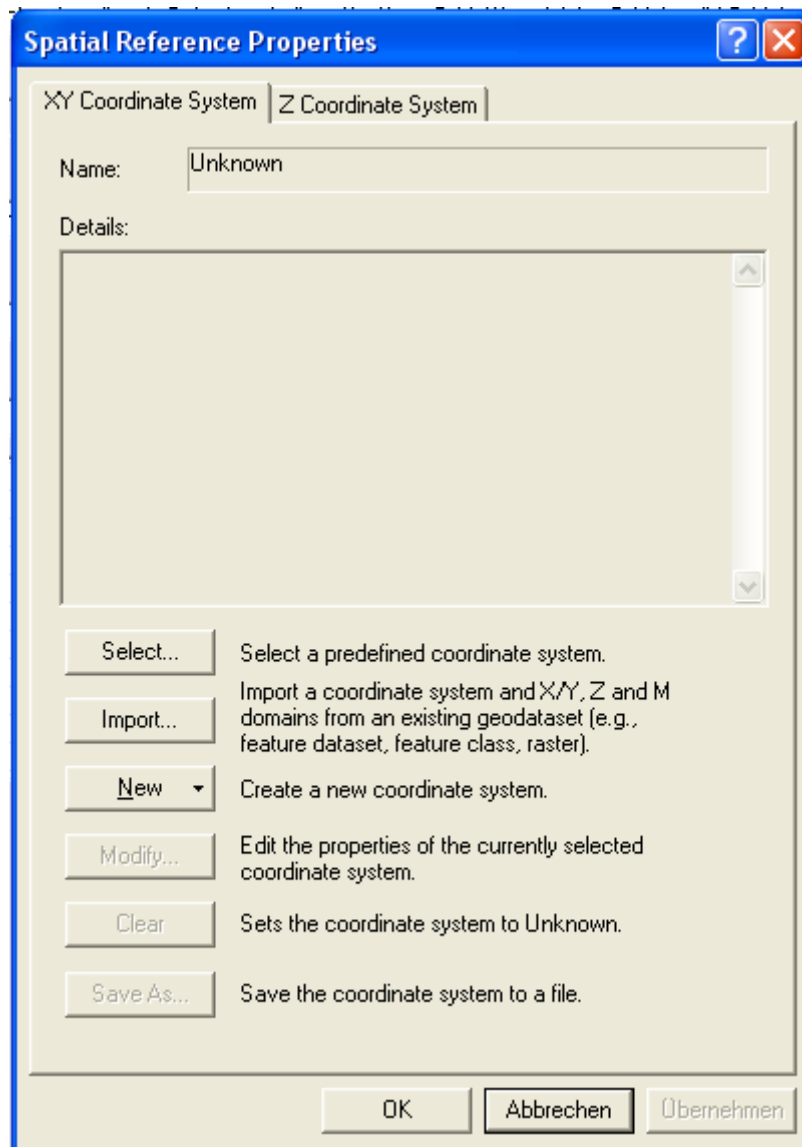 Spatial Reference Properties
XY Coordinate System
Z Coordinate System
Name:
Unknown
Details:
Select...
Select a predefined coordinate system.
Import...
Import a coordinate system and X/Y, Z and M
domains from an existing geodataset (e.g.,
feature dataset, feature class, raster).
New
Create a new coordinate system.
Modify...
Edit the properties of the currently selected
coordinate system.
Clear
Sets the coordinate system to Unknown.
Save As...
Save the coordinate system to a file.
OK
Abbrechen
Übernehmen